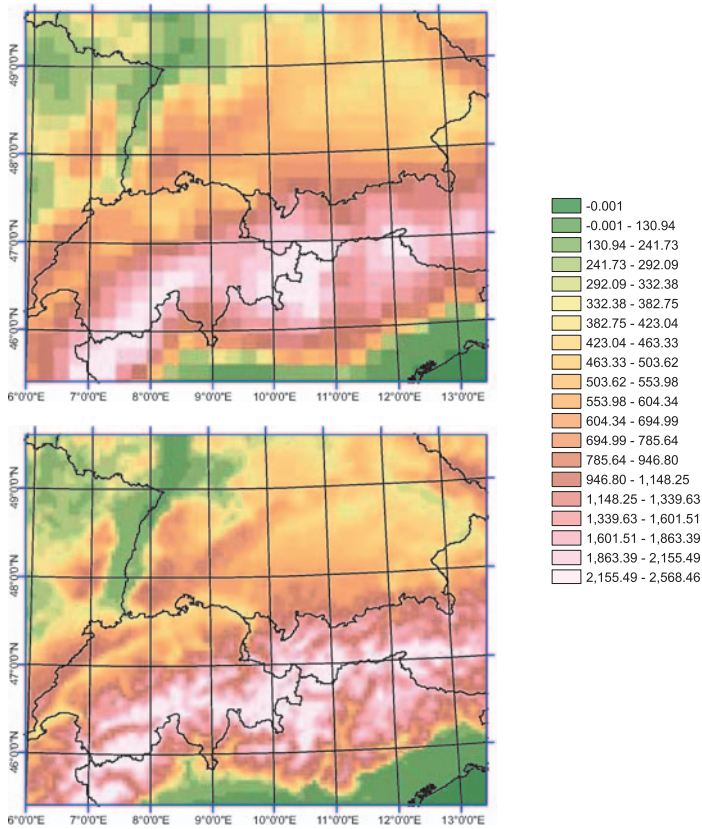 49°0'0"N
48°0'0"N
47°0'0"N
46°0'0"N
6°0'0"E 7°0'0"E 8°0'0"E 9°0'0"E 10°0'0"E 11°0'0"E 12°0'0"E 13°0'0"E
49°0'0"N
48°0'0"N
47°0'0"N
46°0'0"N
6°0'0"E 7°0'0"E 8°0'0"E 9°0'0"E 10°0'0"E 11°0'0"E 12°0'0"E 13°0'0"E
-0.001
-0.001 - 130.94
130.94 - 241.73
241.73 - 292.09
292.09 - 332.38
332.38 - 382.75
382.75 - 423.04
423.04 - 463.33
463.33 - 503.62
503.62 - 553.98
553.98 - 604.34
604.34 - 694.99
694.99 - 785.64
785.64 - 946.80
946.80 - 1,148.25
1,148.25 - 1,339.63
1,339.63 - 1,601.51
1,601.51 - 1,863.39
1,863.39 - 2,155.49
2,155.49 - 2,568.46